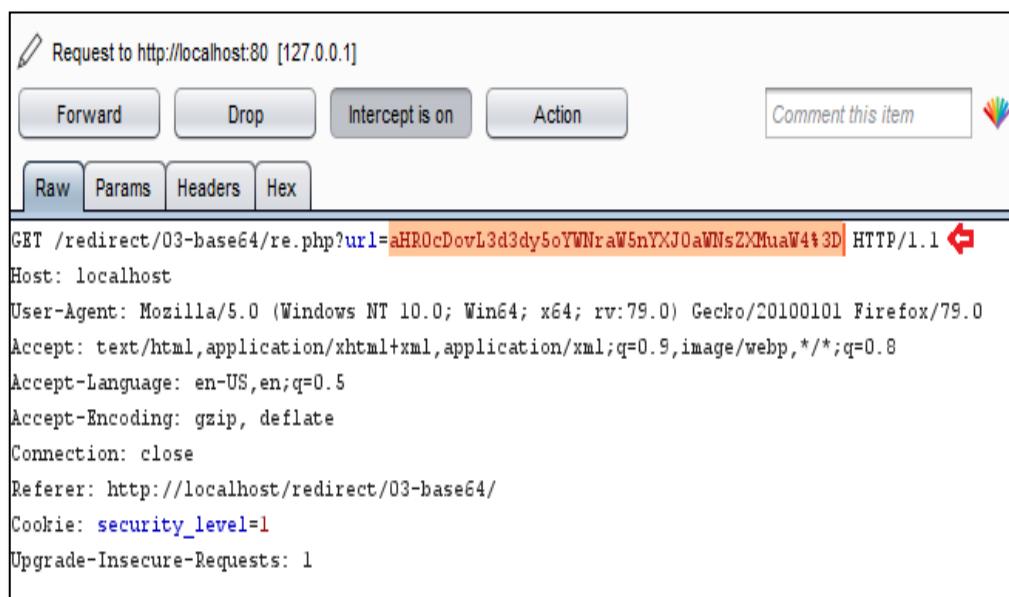 Request to http://localhost:80 [127.0.0.1]
Forward Drop Intercept is on Action Comment this item
Raw Params Headers Hex
GET /redirect/03-base64/re.php?url=aHR0cDovL3d3dy5oYWNraW5nYXJ0aWNsZXMuaW4%3D HTTP/1.1
Host: localhost
User-Agent: Mozilla/5.0 (Windows NT 10.0; Win64; x64; rv:79.0) Gecko/20100101 Firefox/79.0
Accept: text/html,application/xhtml+xml,application/xml;q=0.9,image/webp,*/*;q=0.8
Accept-Language: en-US,en;q=0.5
Accept-Encoding: gzip, deflate
Connection: close
Referer: http://localhost/redirect/03-base64/
Cookie: security_level=1
Upgrade-Insecure-Requests: 1